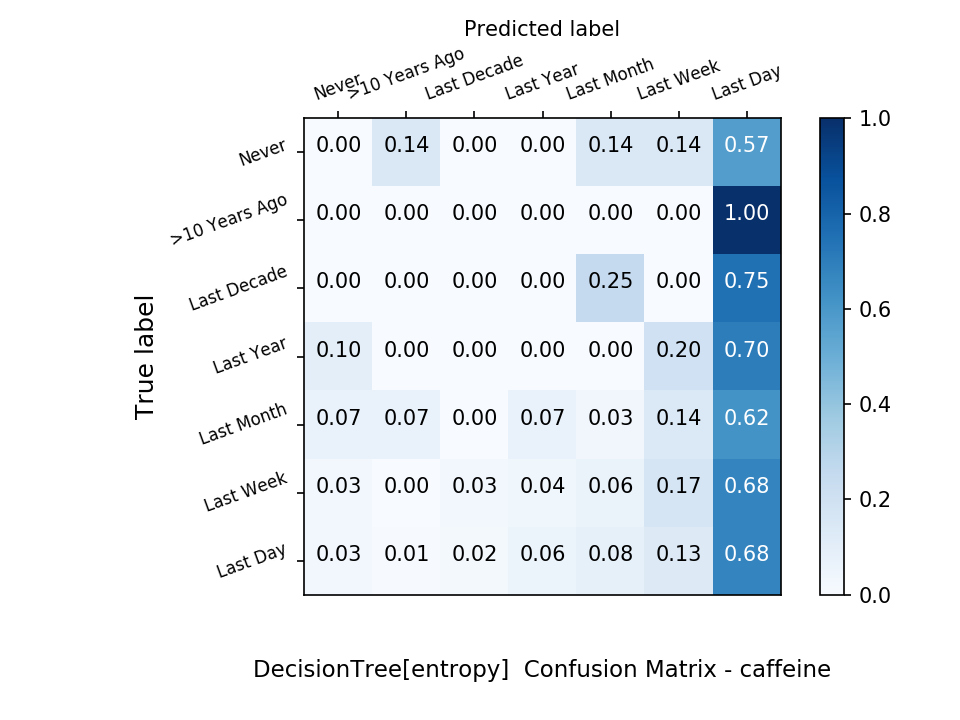 Predicted label
Never
>10 Years Ago
Last Decade
Last Year
Last Month
Last Week
Last Day
1.0
0.8
0.6
0.4
0.2
0.0
True label
Never 0.00 0.14 0.00 0.00 0.14 0.14 0.57
>10 Years Ago 0.00 0.00 0.00 0.00 0.00 0.00 1.00
Last Decade 0.00 0.00 0.00 0.00 0.25 0.00 0.75
Last Year 0.10 0.00 0.00 0.00 0.00 0.20 0.70
Last Month 0.07 0.07 0.00 0.07 0.03 0.14 0.62
Last Week 0.03 0.00 0.03 0.04 0.06 0.17 0.68
Last Day 0.03 0.01 0.02 0.06 0.08 0.13 0.68
DecisionTree[entropy]  Confusion Matrix - caffeine